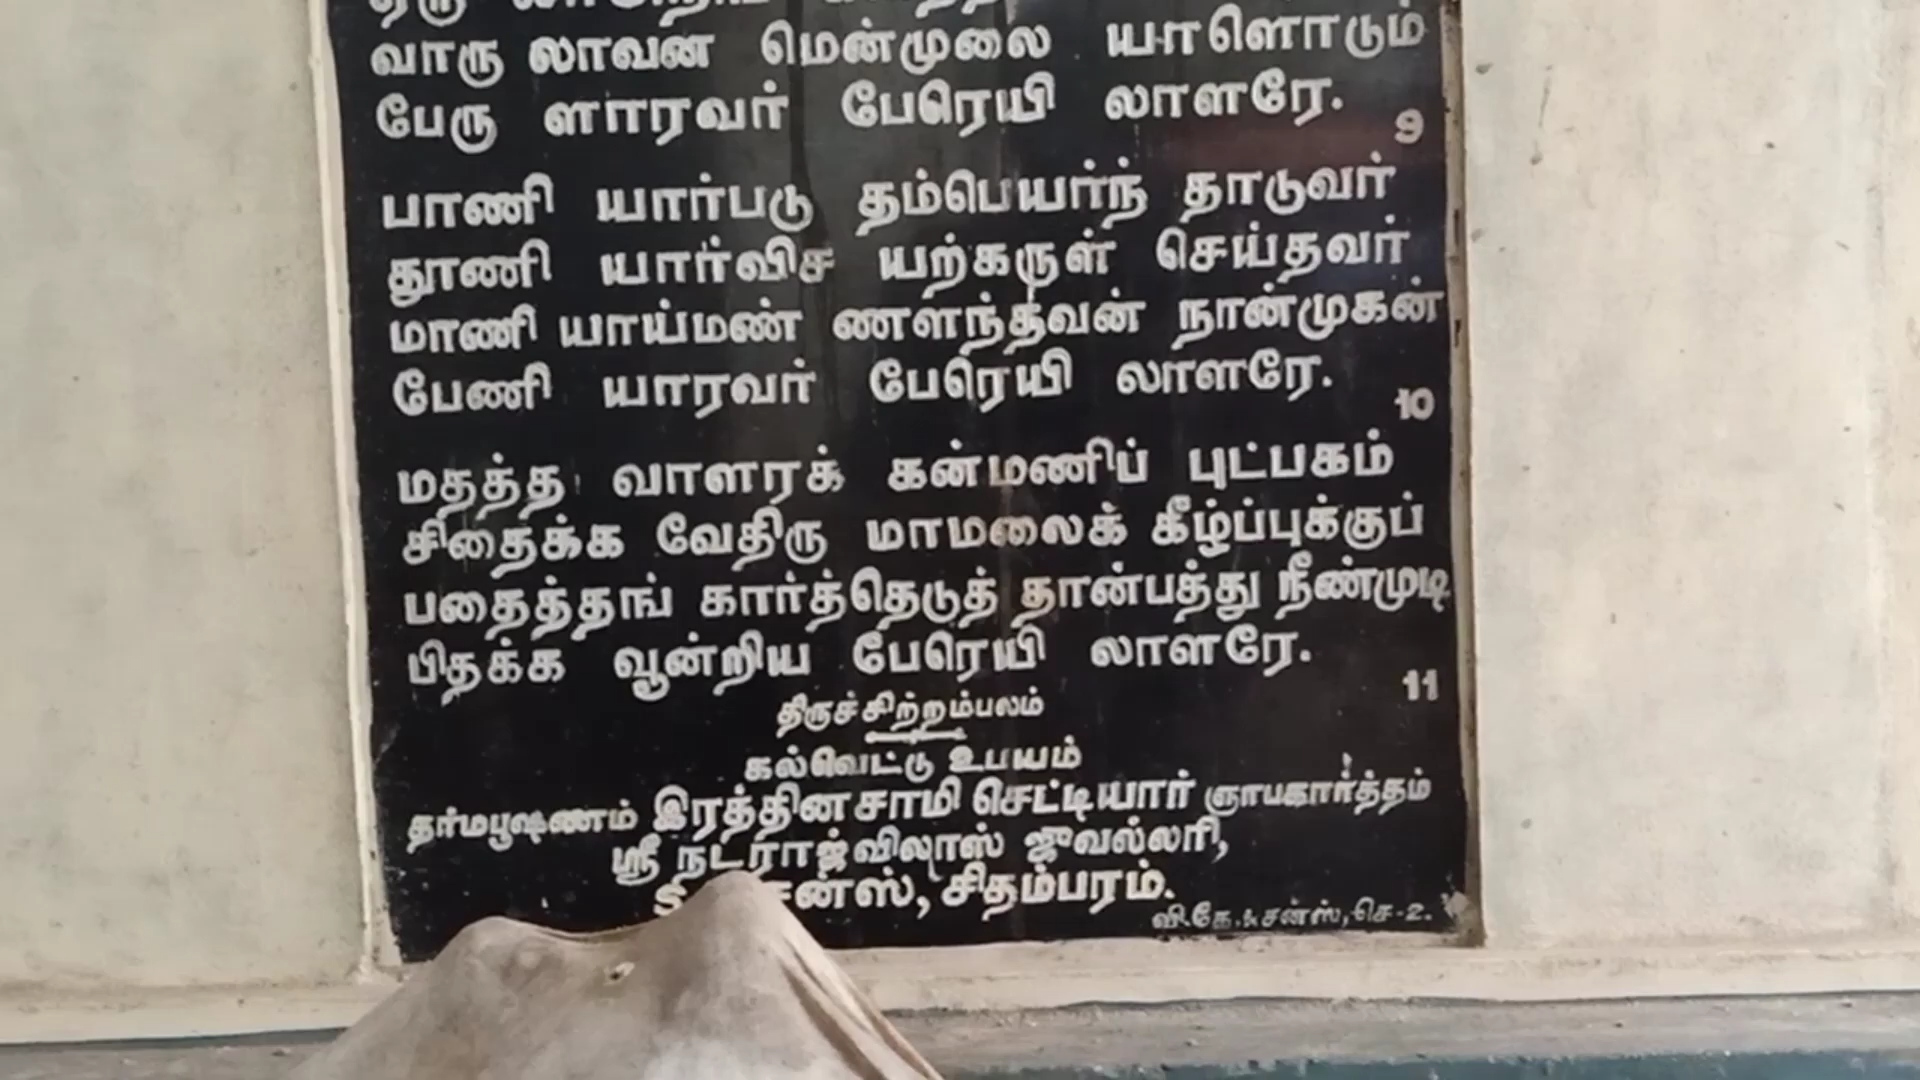 வாரு லாவன மென்முலை யாளொடும்
பேரு ளாரவர் பேரெயி லாளரே.
9
பாணி யார்படு தம்பெயர்ந் தாடுவர்
தூணி யார்விச யற்கருள் செய்தவர்
மாணி யாய்மண் ணளந்தவன் நான்முகன்
பேணி யாரவர் பேரெயி லாளரே.
10
மதத்த வாளரக் கன்மணிப் புட்பகம்
சிதைக்க வேதிரு மாமலைக் கீழ்ப்புக்குப்
பதைத்தங் கார்த்தெடுத் தான்பத்து நீண்முடி
பிதக்க வூன்றிய பேரெயி லாளரே.
11
திருச்சிற்றம்பலம்
கல்வெட்டு உபயம்
தர்மபூஷணம் இரத்தினசாமி செட்டியார் ஞாபகார்த்தம்
ஸ்ரீ நடராஜ்விலாஸ் ஜுவல்லரி,
சன்ஸ், சிதம்பரம்.
வி.கே.&சன்ஸ், செ-2.